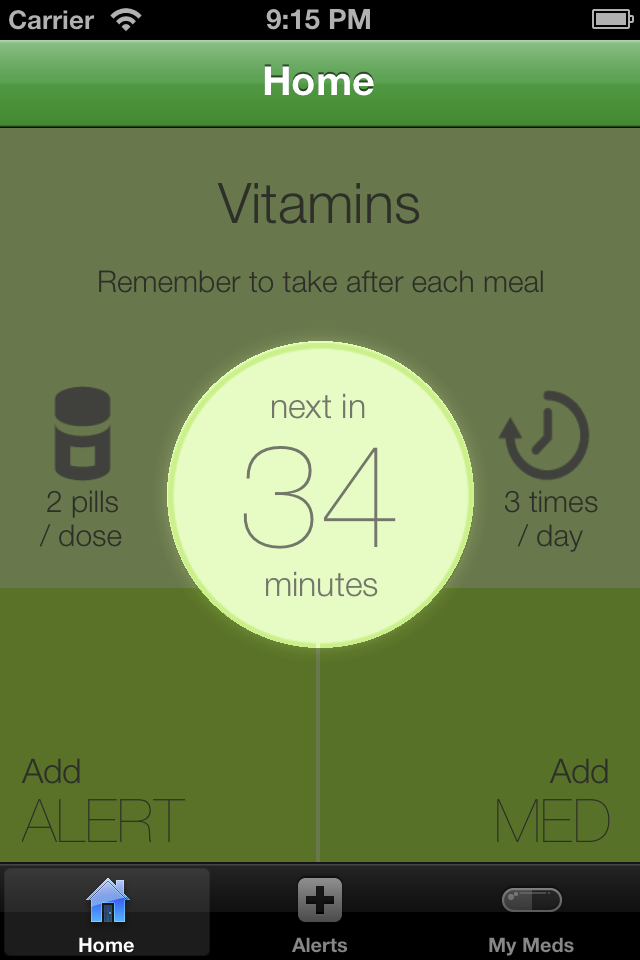 Carrier 9:15 PM
Home
Vitamins
Remember to take after each meal
next in
34
minutes
2 pills
/ dose
3 times
/ day
Add
ALERT
Add
MED
Home Alerts My Meds